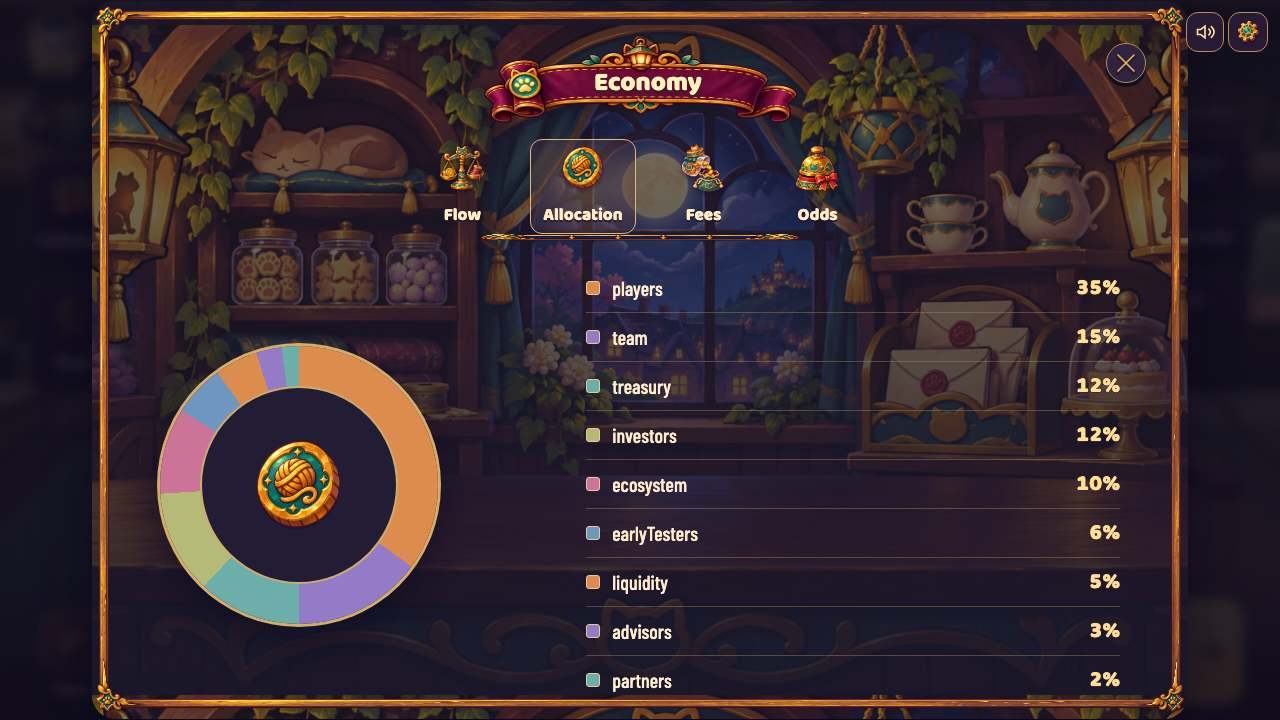 Economy
Flow
Allocation
Fees
Odds
players 35%
team 15%
treasury 12%
investors 12%
ecosystem 10%
earlyTesters 6%
liquidity 5%
advisors 3%
partners 2%